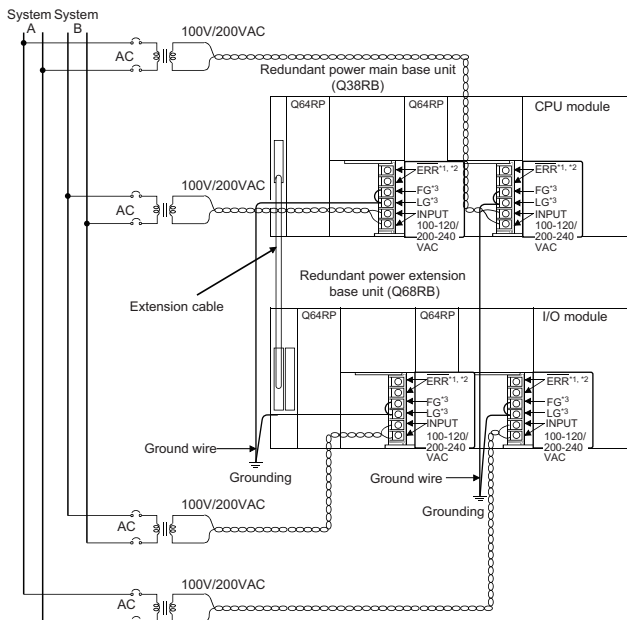 System System
A B
100V/200VAC
AC
Redundant power main base unit
(Q38RB)
Q64RP
Q64RP
CPU module
ERR*1, *2
FG*3
LG*3
INPUT
100-120/
200-240
VAC
ERR*1, *2
FG*3
LG*3
INPUT
100-120/
200-240
VAC
100V/200VAC
AC
Extension cable
Redundant power extension
base unit (Q68RB)
Q64RP
Q64RP
I/O module
ERR*1, *2
FG*3
LG*3
INPUT
100-120/
200-240
VAC
ERR*1, *2
FG*3
LG*3
INPUT
100-120/
200-240
VAC
Ground wire
Grounding
Ground wire
Grounding
100V/200VAC
AC
100V/200VAC
AC